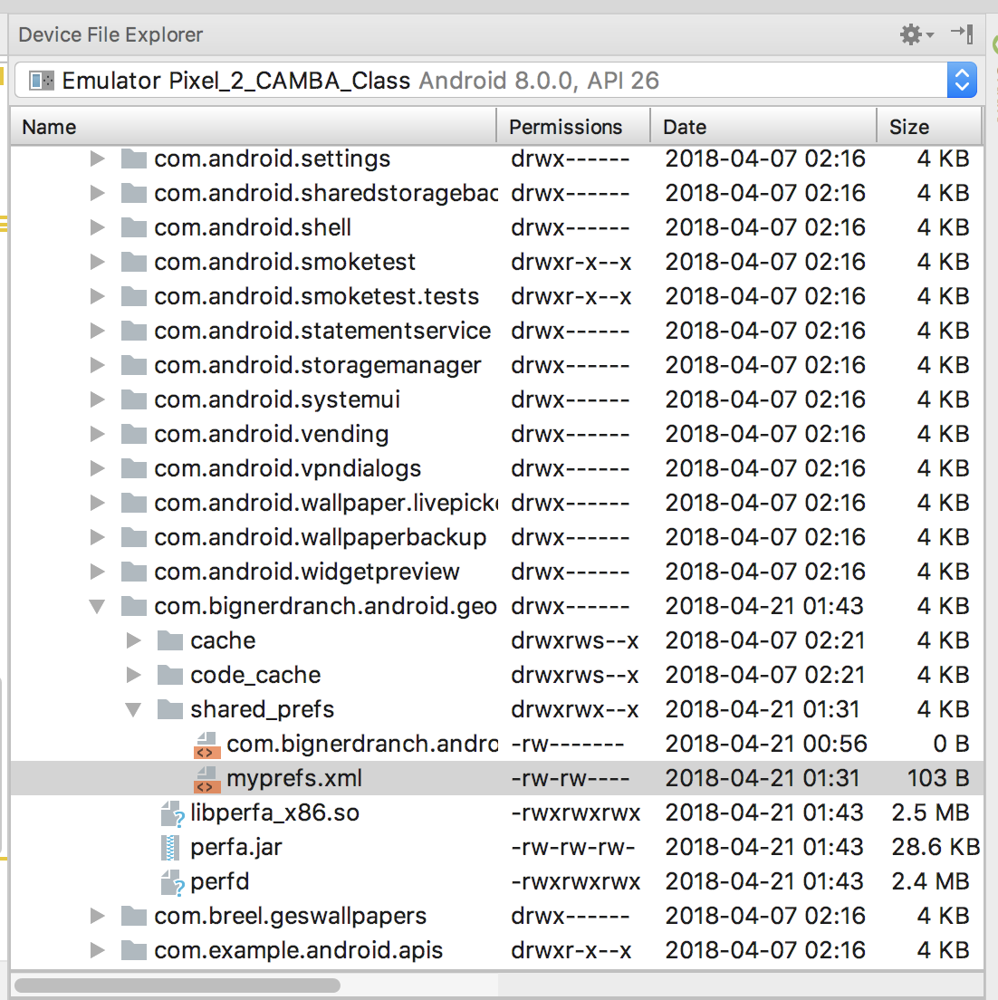 Device File Explorer
Emulator Pixel_2_CAMBA_Class Android 8.0.0, API 26
Name Permissions Date Size
com.android.settings drwx------ 2018-04-07 02:16 4 KB
com.android.sharedstoragebac drwx------ 2018-04-07 02:16 4 KB
com.android.shell drwx------ 2018-04-07 02:16 4 KB
com.android.smoketest drwxr-x--x 2018-04-07 02:16 4 KB
com.android.smoketest.tests drwxr-x--x 2018-04-07 02:16 4 KB
com.android.statementservice drwx------ 2018-04-07 02:16 4 KB
com.android.storagemanager drwx------ 2018-04-07 02:16 4 KB
com.android.systemui drwx------ 2018-04-07 02:16 4 KB
com.android.vending drwx------ 2018-04-07 02:16 4 KB
com.android.vpndialogs drwx------ 2018-04-07 02:16 4 KB
com.android.wallpaper.livepick drwx------ 2018-04-07 02:16 4 KB
com.android.wallpaperbackup drwx------ 2018-04-07 02:16 4 KB
com.android.widgetpreview drwx------ 2018-04-07 02:16 4 KB
com.bignerdranch.android.geo drwx------ 2018-04-21 01:43 4 KB
cache drwxrws--x 2018-04-07 02:21 4 KB
code_cache drwxrws--x 2018-04-07 02:21 4 KB
shared_prefs drwxrwx--x 2018-04-21 01:31 4 KB
com.bignerdranch.andro -rw------- 2018-04-21 00:56 0 B
myprefs.xml -rw-rw---- 2018-04-21 01:31 103 B
libperfa_x86.so -rwxrwxrwx 2018-04-21 01:43 2.5 MB
perfa.jar -rw-rw-rw- 2018-04-21 01:43 28.6 KB
perfd -rwxrwxrwx 2018-04-21 01:43 2.4 MB
com.breel.geswallpapers drwx------ 2018-04-07 02:16 4 KB
com.example.android.apis drwxr-x--x 2018-04-07 02:16 4 KB